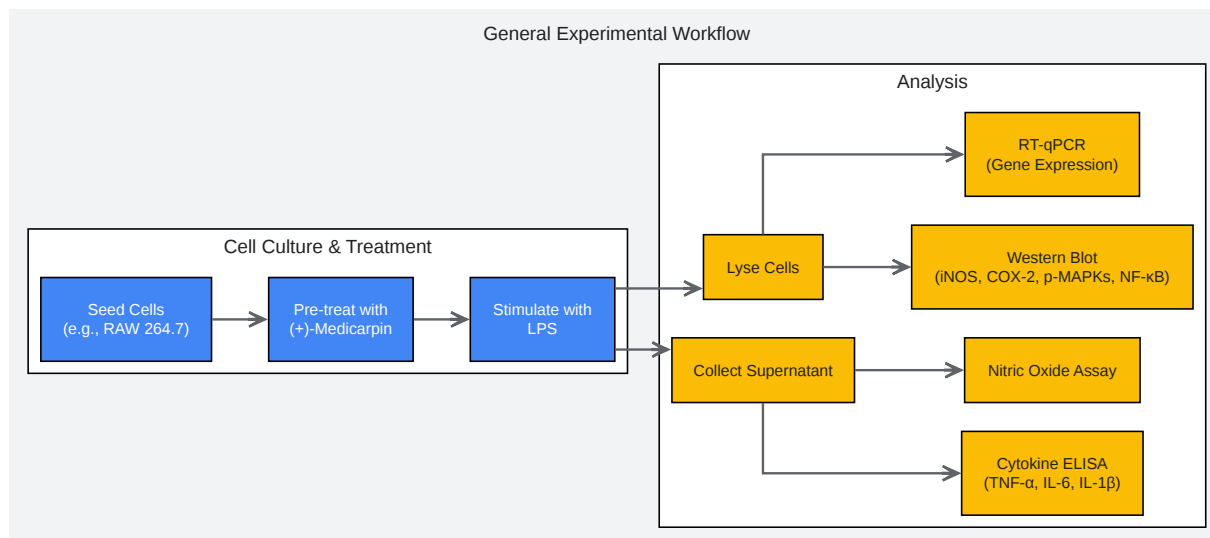 General Experimental Workflow
Cell Culture & Treatment
Seed Cells
(e.g., RAW 264.7)
Pre-treat with
(+)-Medicarpin
Stimulate with
LPS
Analysis
Lyse Cells
RT-qPCR
(Gene Expression)
Western Blot
(iNOS, COX-2, p-MAPKs, NF-κB)
Collect Supernatant
Nitric Oxide Assay
Cytokine ELISA
(TNF-α, IL-6, IL-1β)